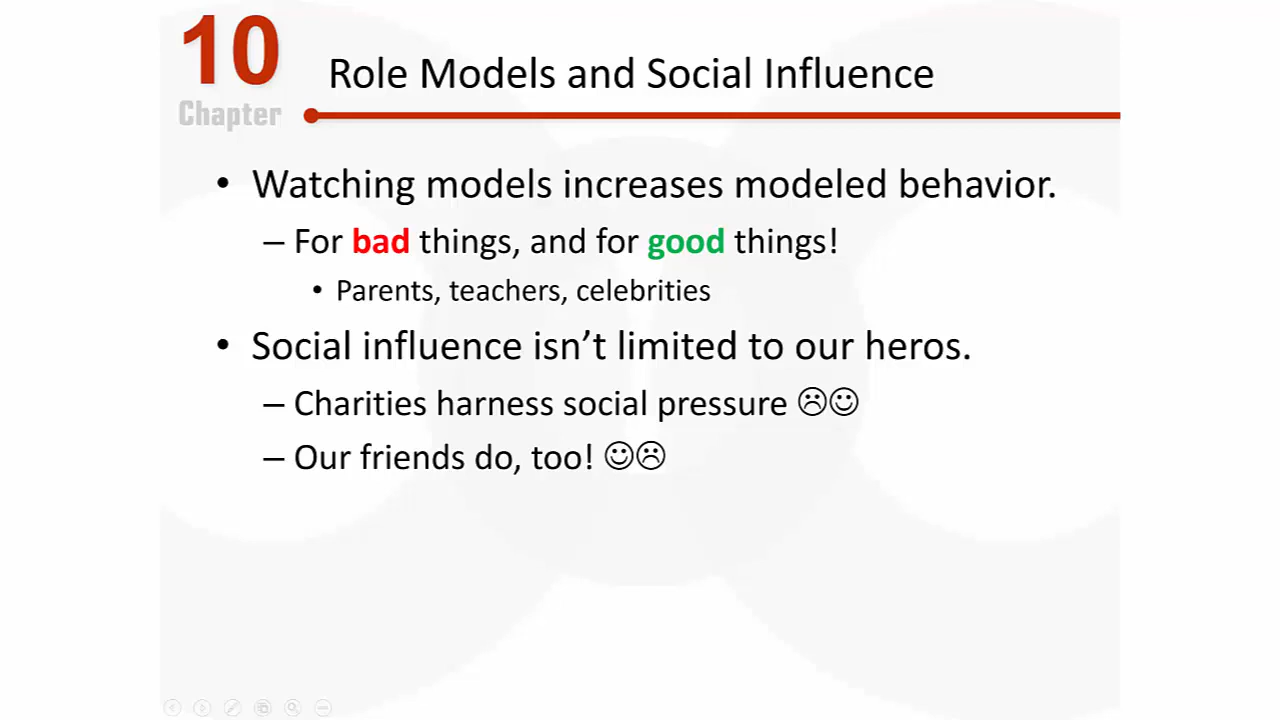 10
Chapter
Role Models and Social Influence
• Watching models increases modeled behavior.
– For bad things, and for good things!
• Parents, teachers, celebrities
• Social influence isn’t limited to our heros.
– Charities harness social pressure ☹☺
– Our friends do, too! ☺☹